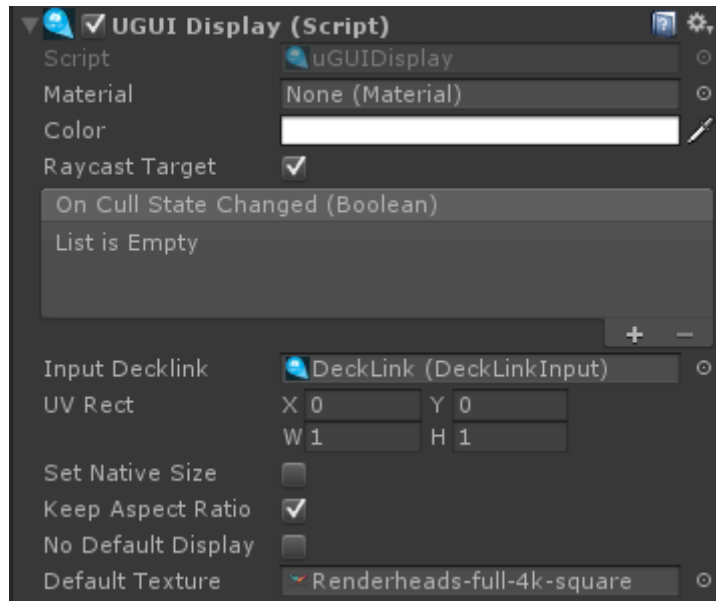 UGUI Display (Script)
Script uGUIDisplay
Material None (Material)
Color
Raycast Target
On Cull State Changed (Boolean)
List is Empty
+ −
Input Decklink DeckLink (DeckLinkInput)
UV Rect X 0 Y 0
W 1 H 1
Set Native Size
Keep Aspect Ratio
No Default Display
Default Texture Renderheads-full-4k-square